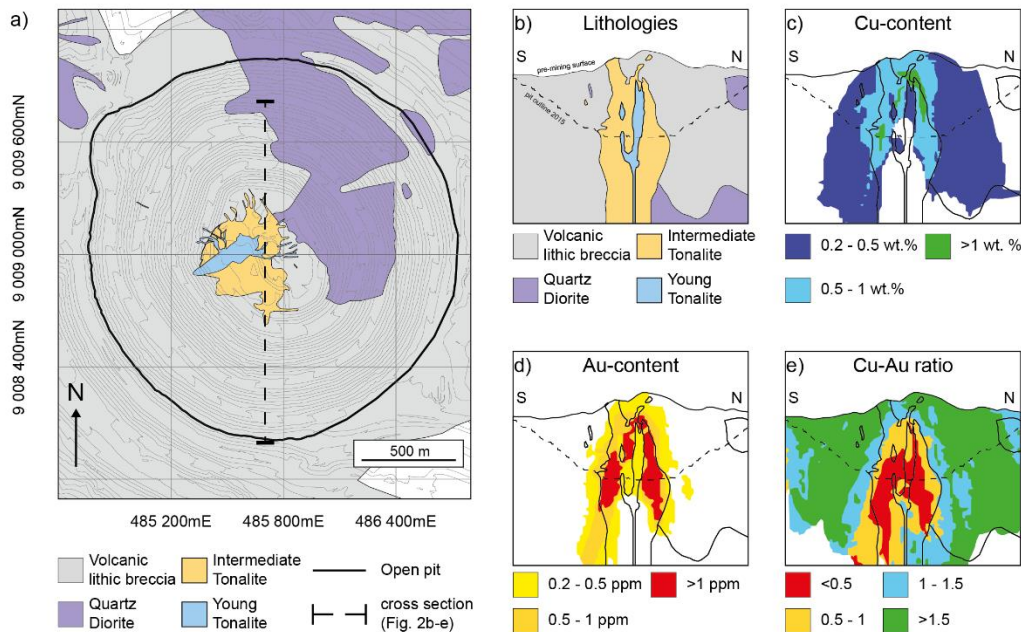 a)
9 009 600mN
9 009 000mN
9 008 400mN
N
500 m
485 200mE
485 800mE
486 400mE
Volcanic
lithic breccia
Intermediate
Tonalite
Open pit
Quartz
Diorite
Young
Tonalite
cross section
(Fig. 2b-e)
b)
Lithologies
S
N
pre-mining surface
pit outline 2015
Volcanic
lithic breccia
Intermediate
Tonalite
Quartz
Diorite
Young
Tonalite
c)
Cu-content
S
N
0.2 - 0.5 wt.%
>1 wt. %
0.5 - 1 wt.%
d)
Au-content
S
N
0.2 - 0.5 ppm
>1 ppm
0.5 - 1 ppm
e)
Cu-Au ratio
S
N
<0.5
1 - 1.5
0.5 - 1
>1.5